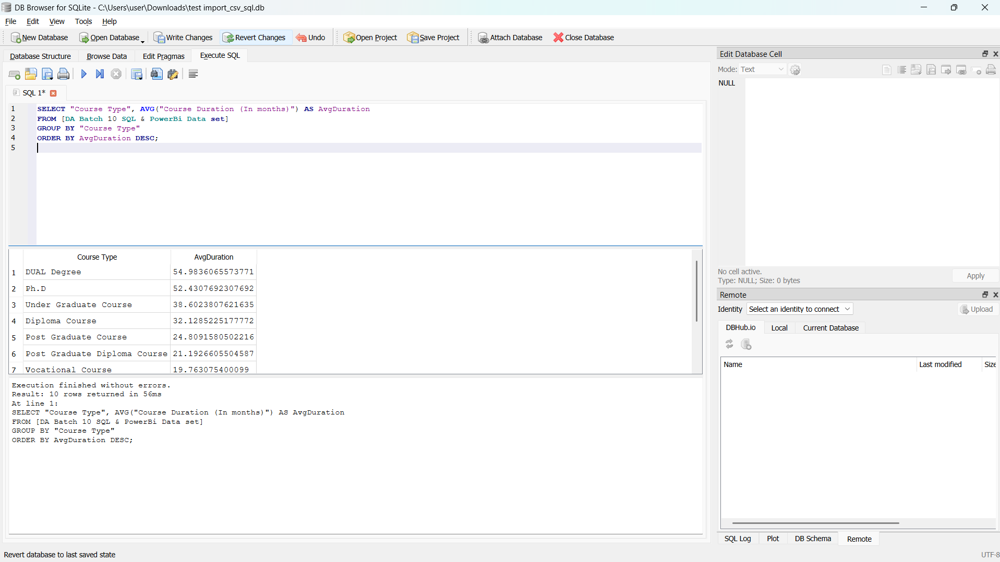 DB Browser for SQLite - C:\Users\user\Downloads\test import_csv_sql.db
File Edit View Tools Help
New Database Open Database Write Changes Revert Changes Undo Open Project Save Project Attach Database Close Database
Database Structure Browse Data Edit Pragmas Execute SQL
SQL 1*
1 SELECT "Course Type", AVG("Course Duration (In months)") AS AvgDuration
2 FROM [DA Batch 10 SQL & PowerBi Data set]
3 GROUP BY "Course Type"
4 ORDER BY AvgDuration DESC;
5
Course Type AvgDuration
1 DUAL Degree 54.9836065573771
2 Ph.D 52.4307692307692
3 Under Graduate Course 38.6023807621635
4 Diploma Course 32.1285225177772
5 Post Graduate Course 24.8091580502216
6 Post Graduate Diploma Course 21.1926605504587
7 Vocational Course 19.763075400099
Execution finished without errors.
Result: 10 rows returned in 56ms
At line 1:
SELECT "Course Type", AVG("Course Duration (In months)") AS AvgDuration
FROM [DA Batch 10 SQL & PowerBi Data set]
GROUP BY "Course Type"
ORDER BY AvgDuration DESC;
Edit Database Cell
Mode: Text
NULL
No cell active.
Type: NULL; Size: 0 bytes
Apply
Remote
Identity Select an identity to connect Upload
DBHub.io Local Current Database
Name Last modified Size
SQL Log Plot DB Schema Remote
Revert database to last saved state
UTF-8